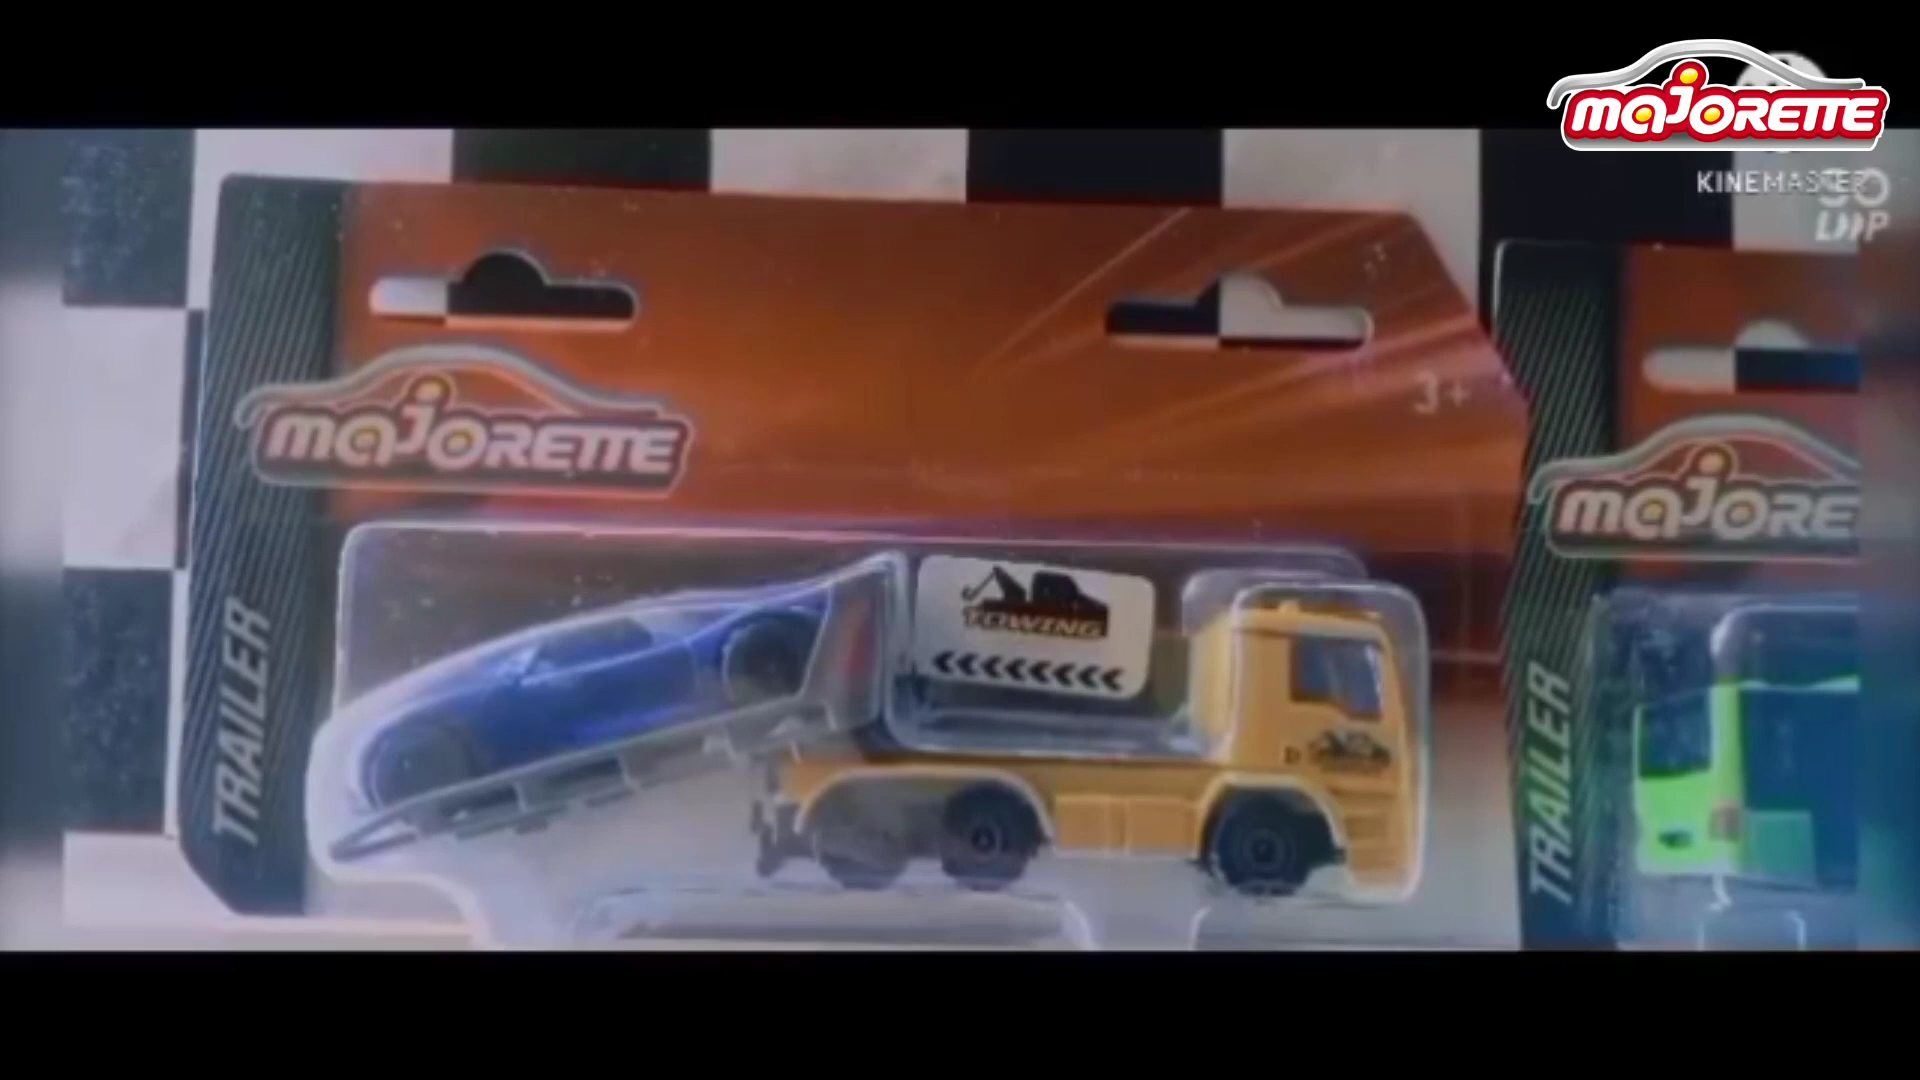 majorette
KINEMASTER
3+
majorette
majore
TOWING
TRAILER
TRAILER